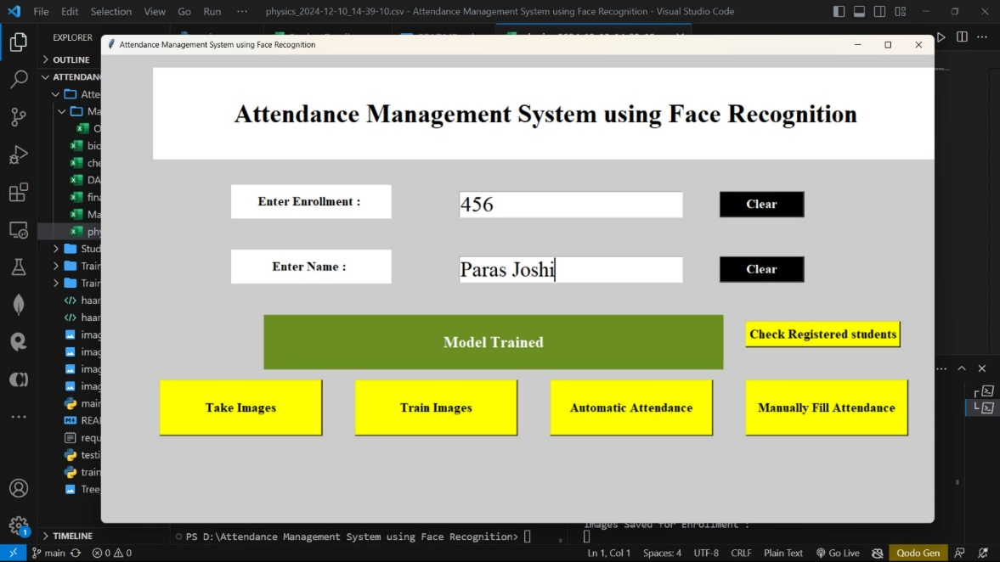 File Edit Selection View Go Run ··· physics_2024-12-10_14-39-10.csv - Attendance Management System using Face Recognition - Visual Studio Code
EXPLORER
OUTLINE
ATTENDAN
Atte
Ma
O
bio
che
DA
fina
Ma
phy
Stud
Train
Train
haar
haar
imag
imag
imag
imag
main
REA
requ
testi
train
Tree
TIMELINE
Attendance Management System using Face Recognition
Attendance Management System using Face Recognition
Enter Enrollment :
456
Clear
Enter Name :
Paras Joshi
Clear
Model Trained
Check Registered students
Take Images
Train Images
Automatic Attendance
Manually Fill Attendance
Images Saved for Enrollment :
PS D:\Attendance Management System using Face Recognition>
1
main 0 0 Ln 1, Col 1 Spaces: 4 UTF-8 CRLF Plain Text Go Live Qodo Gen